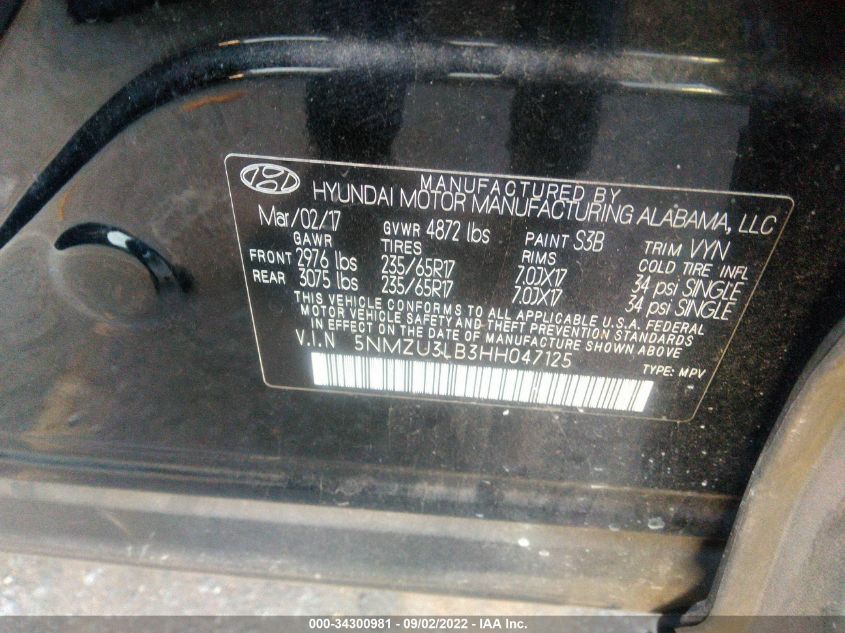 MANUFACTURED BY
HYUNDAI MOTOR MANUFACTURING ALABAMA, LLC
Mar/02/17 GVWR 4872 lbs PAINT S3B TRIM VYN
GAWR TIRES RIMS COLD TIRE INFL
FRONT 2976 lbs 235/65R17 7.0JX17 34 psi SINGLE
REAR 3075 lbs 235/65R17 7.0JX17 34 psi SINGLE
THIS VEHICLE CONFORMS TO ALL APPLICABLE U.S.A. FEDERAL
MOTOR VEHICLE SAFETY AND THEFT PREVENTION STANDARDS
IN EFFECT ON THE DATE OF MANUFACTURE SHOWN ABOVE
V.I.N 5NMZU3LB3HH047125
TYPE: MPV
000-34300981 - 09/02/2022 - IAA Inc.